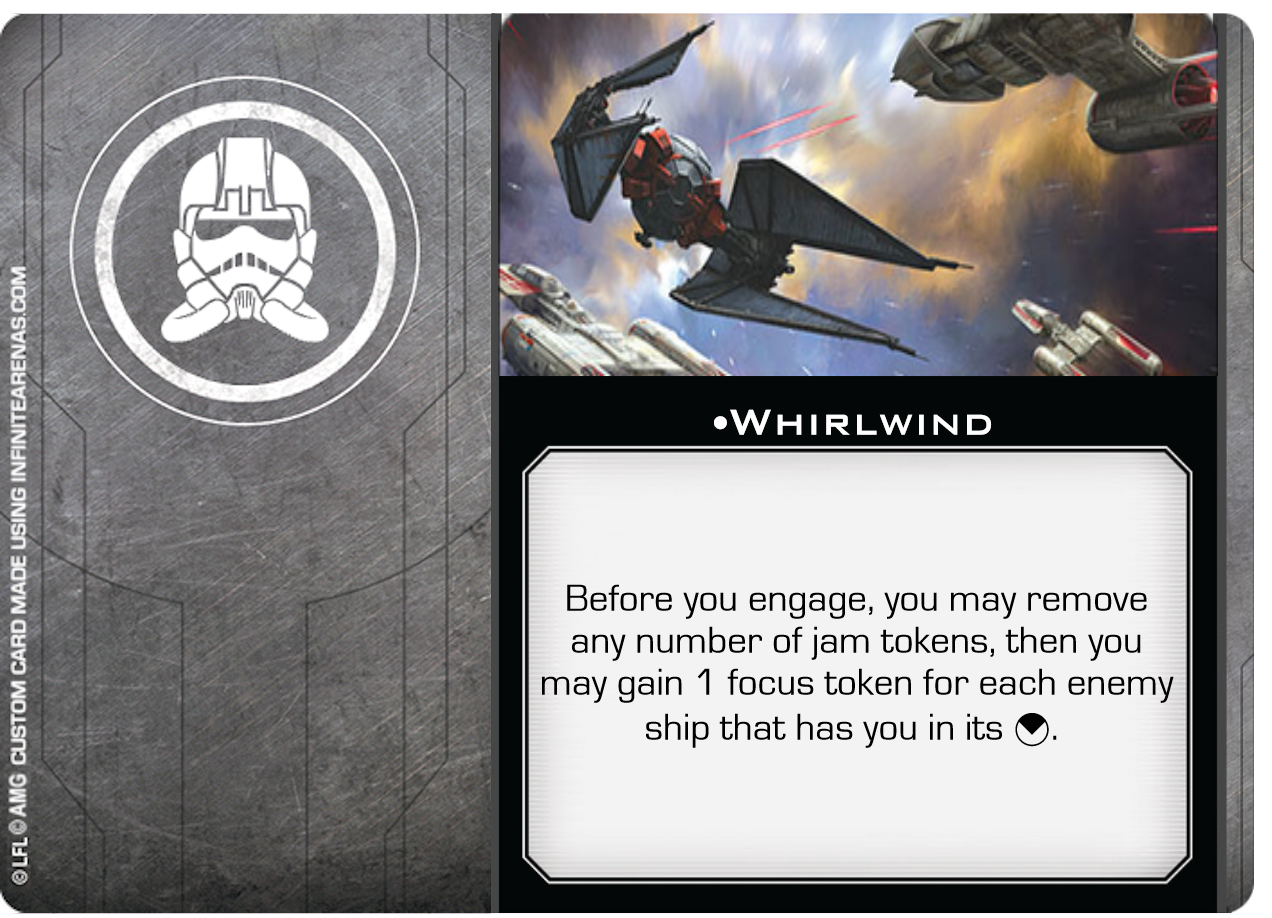 ©LFL ©AMG CUSTOM CARD MADE USING INFINITEARENAS.COM
•WHIRLWIND
Before you engage, you may remove
any number of jam tokens, then you
may gain 1 focus token for each enemy
ship that has you in its .